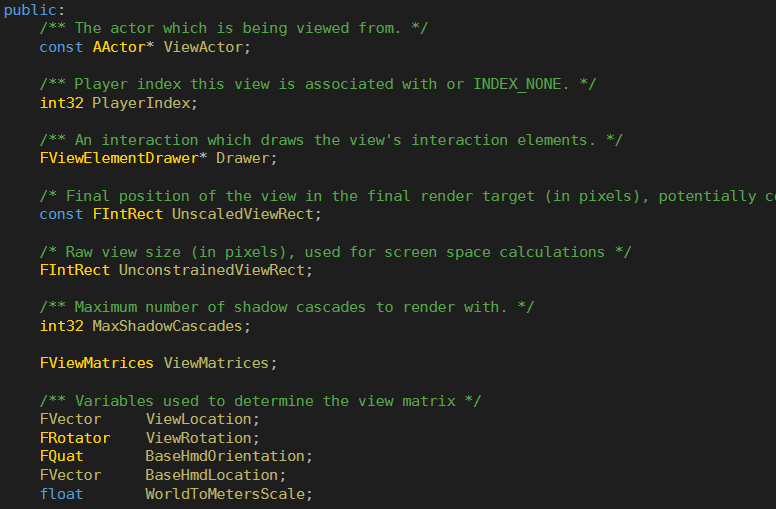 public:
/** The actor which is being viewed from. */
const AActor* ViewActor;
/** Player index this view is associated with or INDEX_NONE. */
int32 PlayerIndex;
/** An interaction which draws the view's interaction elements. */
FViewElementDrawer* Drawer;
/* Final position of the view in the final render target (in pixels), potentially
const FIntRect UnscaledViewRect;
/* Raw view size (in pixels), used for screen space calculations */
FIntRect UnconstrainedViewRect;
/** Maximum number of shadow cascades to render with. */
int32 MaxShadowCascades;
FViewMatrices ViewMatrices;
/** Variables used to determine the view matrix */
FVector     ViewLocation;
FRotator    ViewRotation;
FQuat       BaseHmdOrientation;
FVector     BaseHmdLocation;
float       WorldToMetersScale;